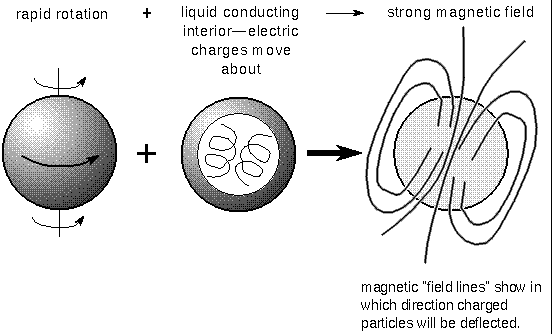 rapid rotation + liquid conducting interior—electric charges move about → strong magnetic field
+
magnetic "field lines" show in
which direction charged
particles will be deflected.